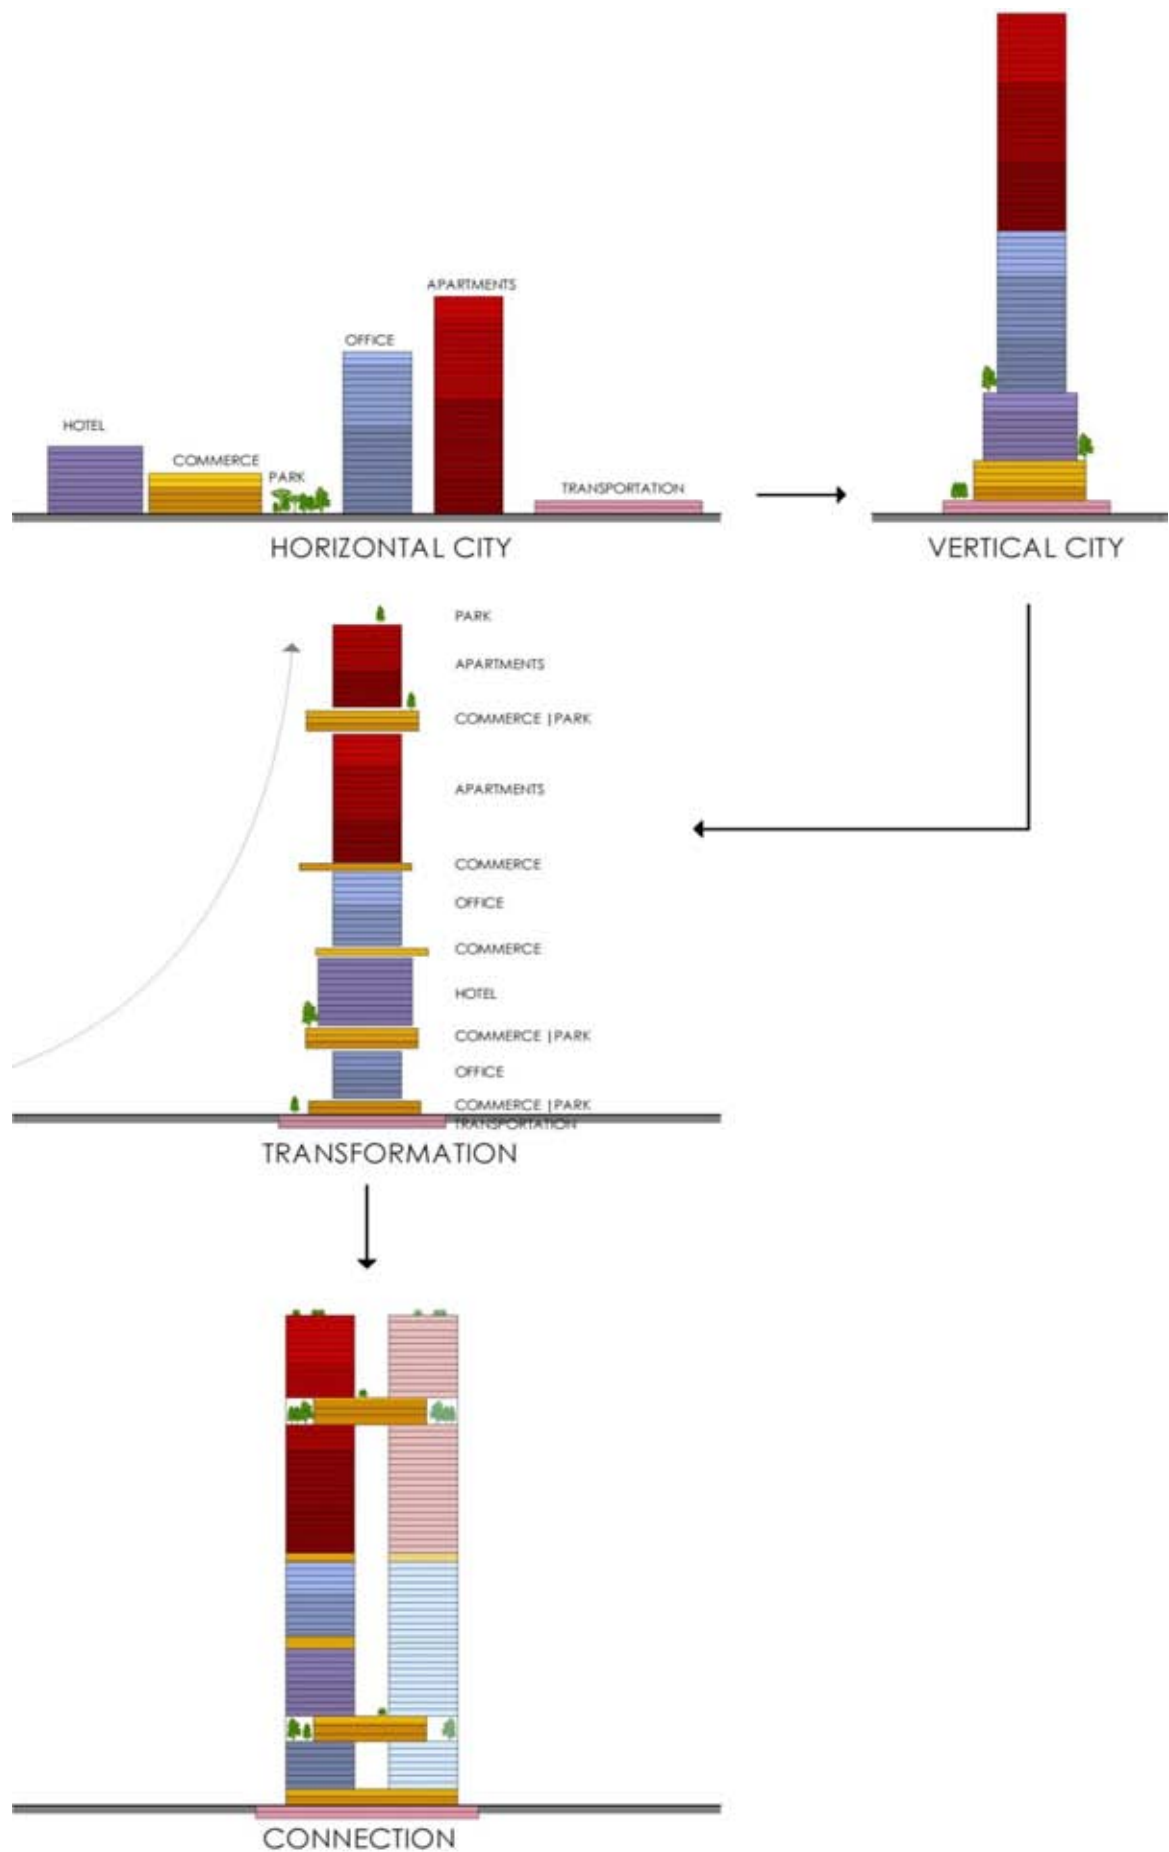 APARTMENTS
OFFICE
HOTEL
COMMERCE
PARK
TRANSPORTATION
HORIZONTAL CITY
VERTICAL CITY
PARK
APARTMENTS
COMMERCE |PARK
APARTMENTS
COMMERCE
OFFICE
COMMERCE
HOTEL
COMMERCE |PARK
OFFICE
COMMERCE |PARK
TRANSPORTATION
TRANSFORMATION
CONNECTION